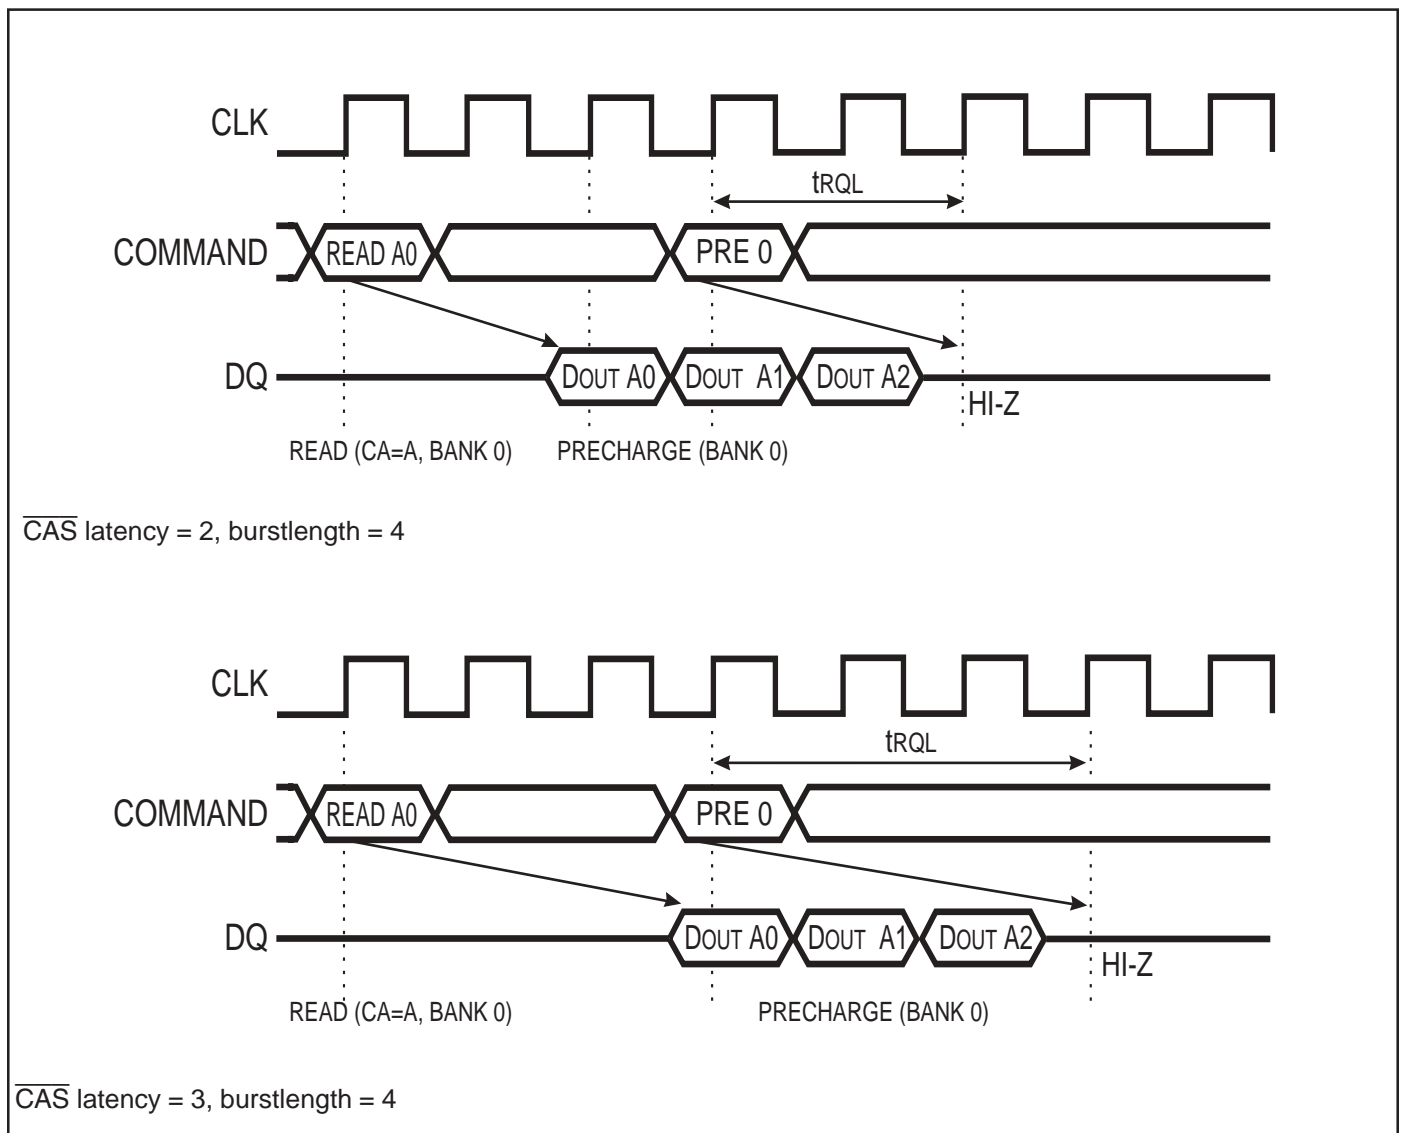 CLK
tRQL
COMMAND READ A0 PRE 0
DQ DOUT A0 DOUT A1 DOUT A2 HI-Z
READ (CA=A, BANK 0) PRECHARGE (BANK 0)
CAS latency = 2, burstlength = 4
CLK
tRQL
COMMAND READ A0 PRE 0
DQ DOUT A0 DOUT A1 DOUT A2 HI-Z
READ (CA=A, BANK 0) PRECHARGE (BANK 0)
CAS latency = 3, burstlength = 4